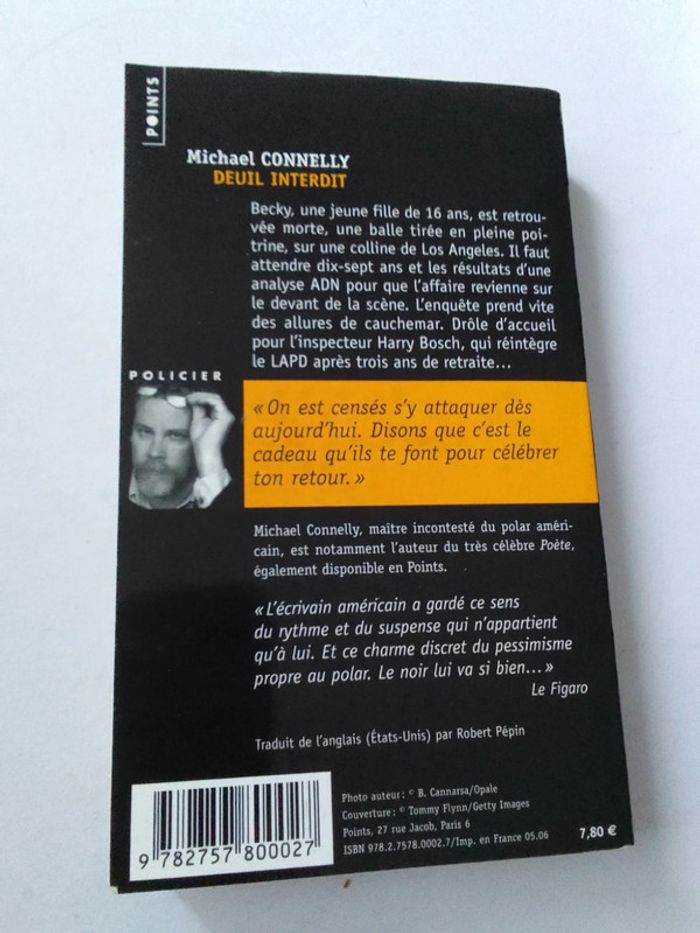 POINTS
Michael CONNELLY
DEUIL INTERDIT
Becky, une jeune fille de 16 ans, est retrou-
vée morte, une balle tirée en pleine poi-
trine, sur une colline de Los Angeles. Il faut
attendre dix-sept ans et les résultats d'une
analyse ADN pour que l'affaire revienne sur
le devant de la scène. L'enquête prend vite
des allures de cauchemar. Drôle d'accueil
pour l'inspecteur Harry Bosch, qui réintègre
le LAPD après trois ans de retraite...
POLICIER
« On est censés s'y attaquer dès
aujourd'hui. Disons que c'est le
cadeau qu'ils te font pour célébrer
ton retour. »
Michael Connelly, maître incontesté du polar améri-
cain, est notamment l'auteur du très célèbre Poète,
également disponible en Points.
« L'écrivain américain a gardé ce sens
du rythme et du suspense qui n'appartient
qu'à lui. Et ce charme discret du pessimisme
propre au polar. Le noir lui va si bien... »
Le Figaro
Traduit de l'anglais (États-Unis) par Robert Pépin
Photo auteur : © B. Cannarsa/Opale
Couverture : © Tommy Flynn/Getty Images
Points, 27 rue Jacob, Paris 6
ISBN 978.2.7578.0002.7/Imp. en France 05.06
7,80 €
9 782757 800027